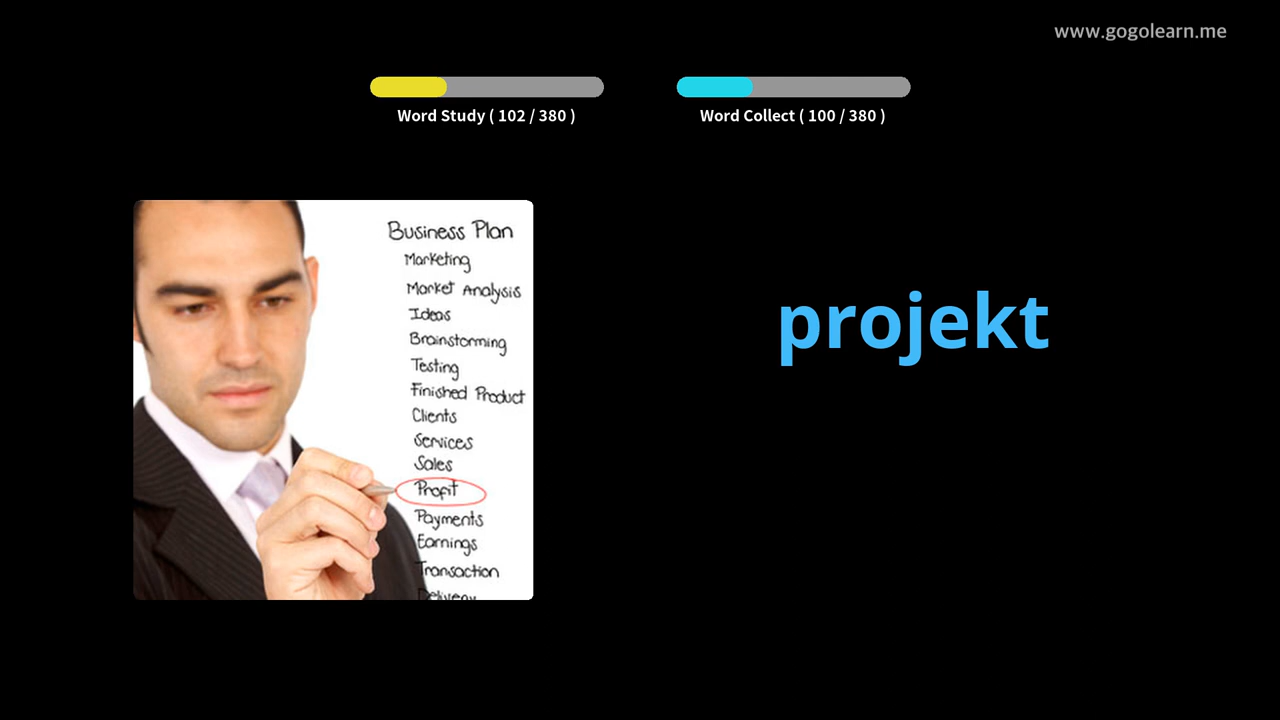 www.gogolearn.me
Word Study ( 102 / 380 )
Word Collect ( 100 / 380 )
Business Plan
Marketing
Market Analysis
Ideas
Brainstorming
Testing
Finished Product
Clients
Services
Sales
Profit
Payments
Earnings
Transaction
Delivery
projekt